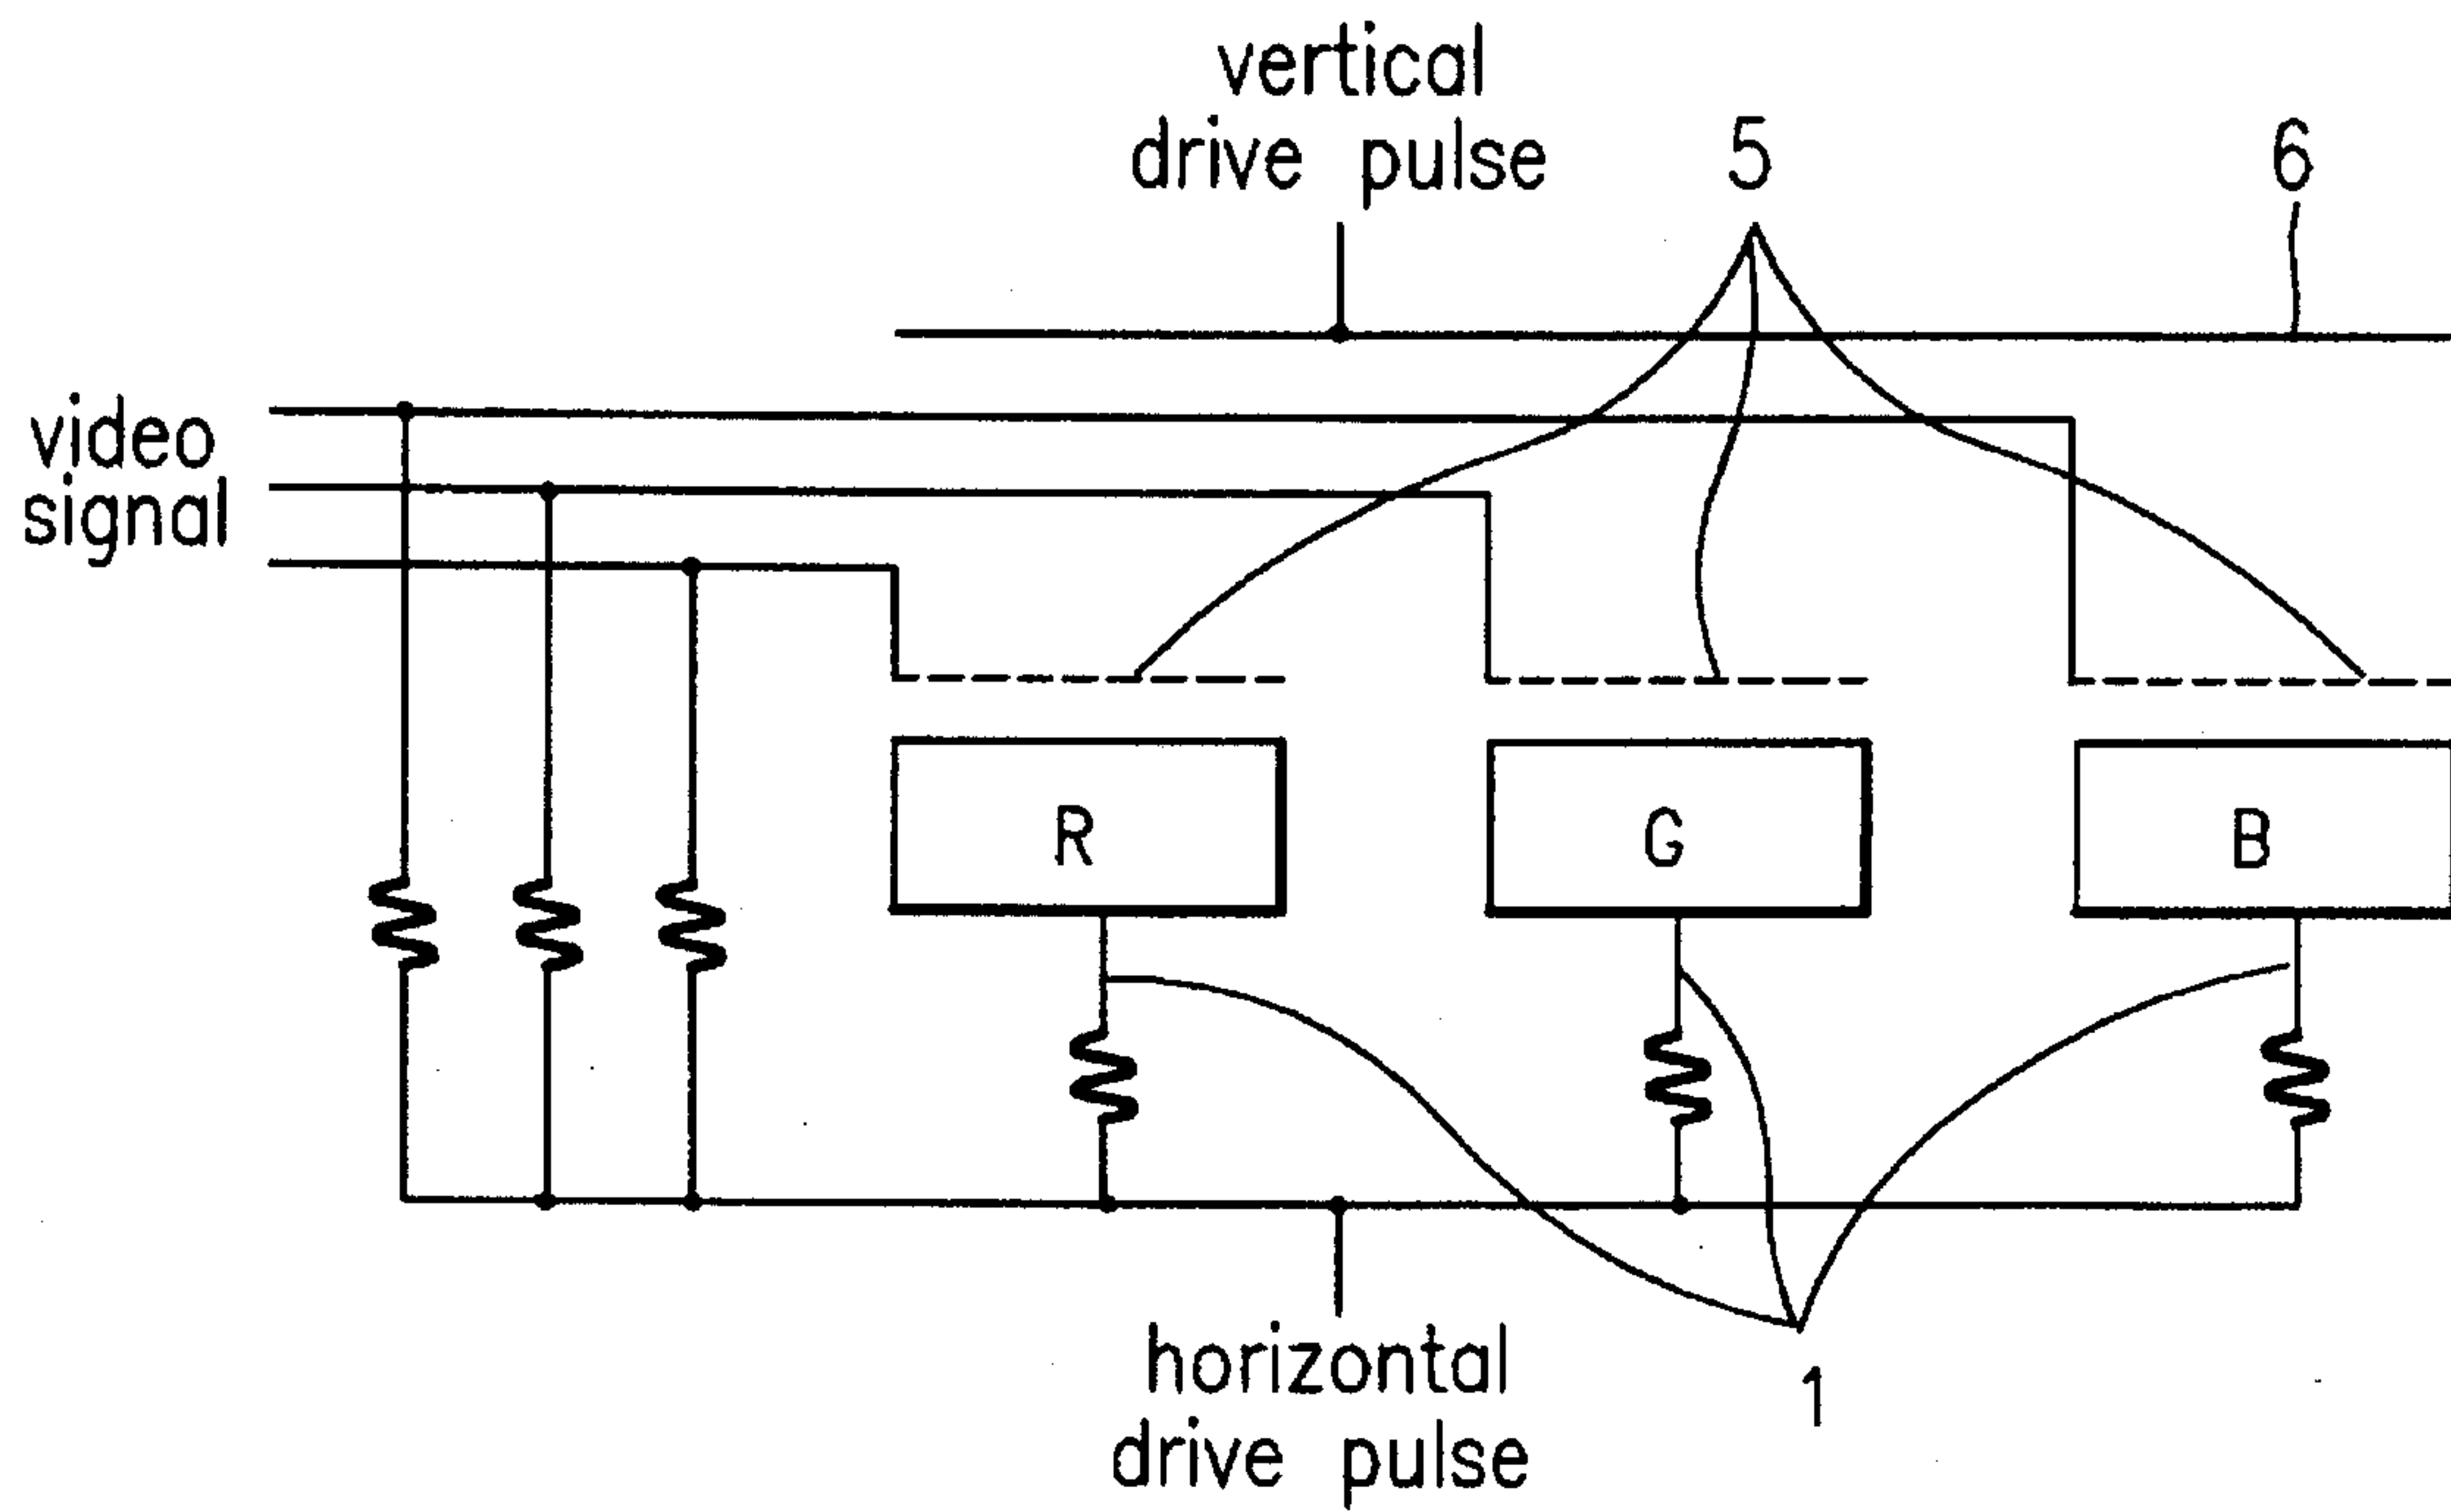 vertical
drive pulse
5
6
video
signal
R
G
B
horizontal
drive pulse
1